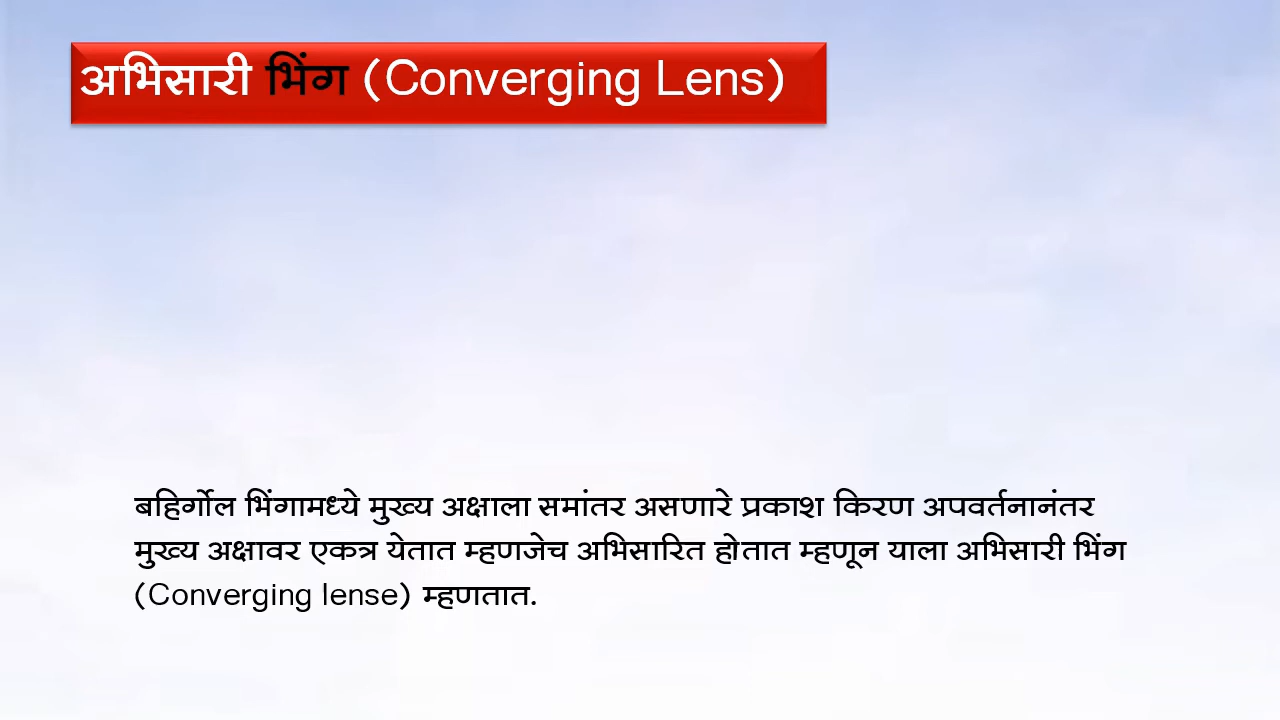 अभिसारी भिंग (Converging Lens)
बहिर्गोल भिंगामध्ये मुख्य अक्षाला समांतर असणारे प्रकाश किरण अपवर्तनानंतर
मुख्य अक्षावर एकत्र येतात म्हणजेच अभिसारित होतात म्हणून याला अभिसारी भिंग
(Converging lense) म्हणतात.